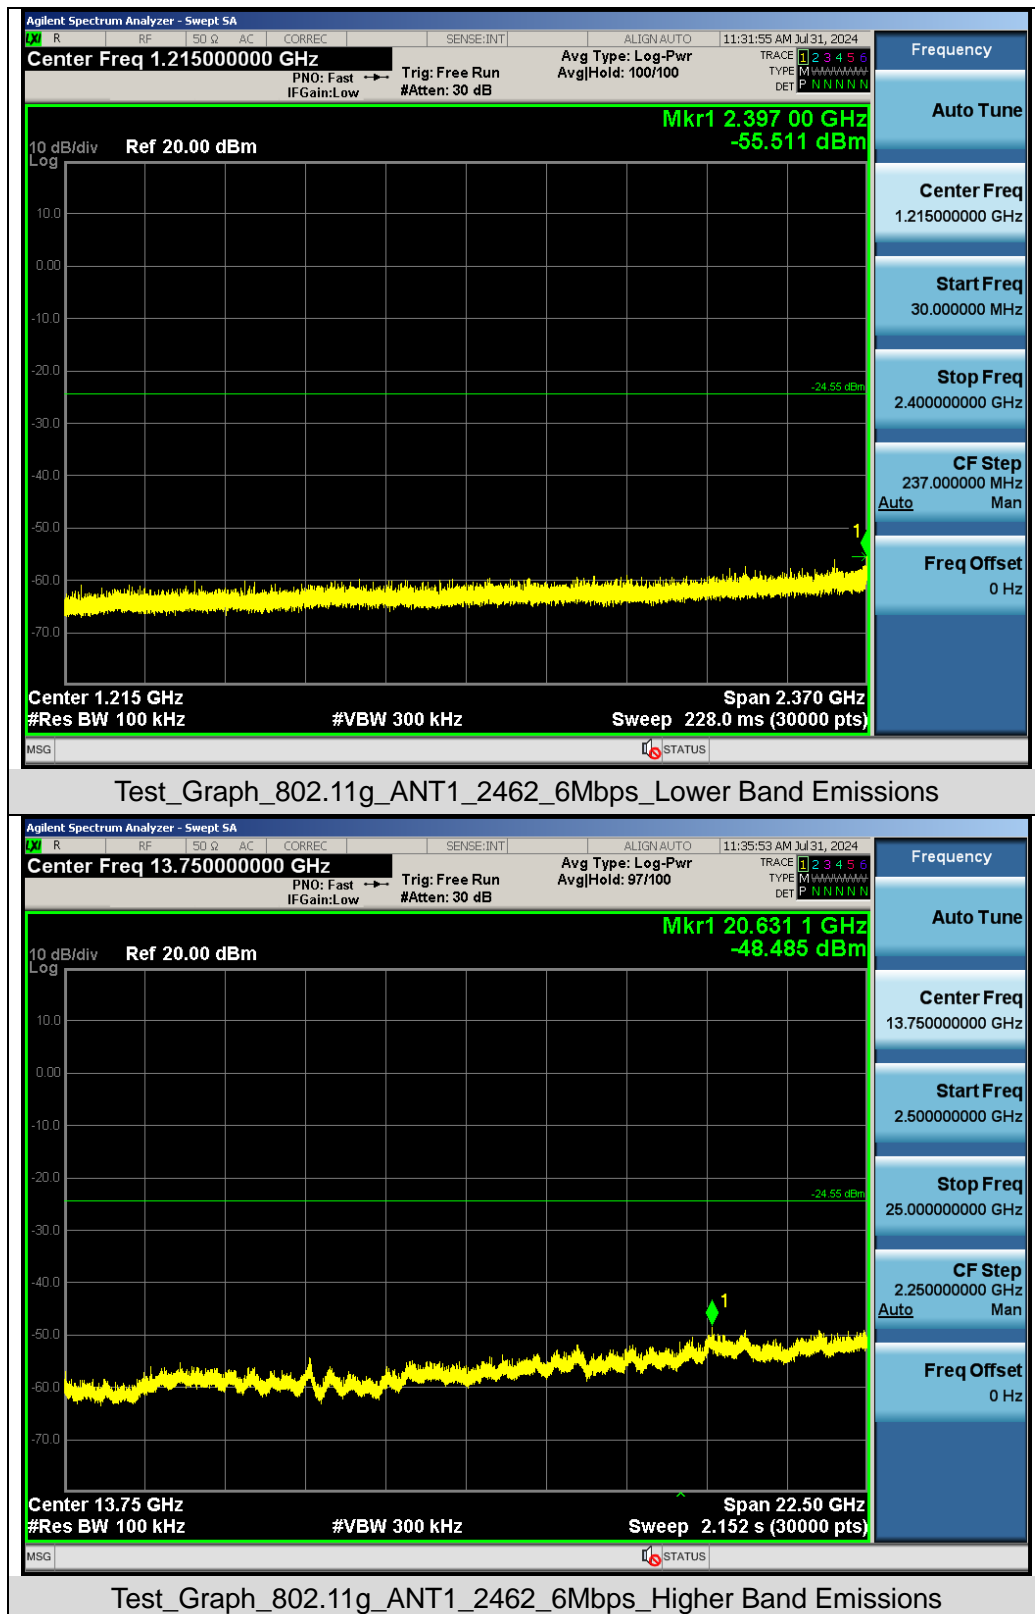 Agilent Spectrum Analyzer - Swept SA
LXI R RF 50 Ω AC CORREC SENSE:INT ALIGN AUTO 11:31:55 AM Jul 31, 2024
Center Freq 1.215000000 GHz
PNO: Fast
IFGain:Low
Trig: Free Run
#Atten: 30 dB
Avg Type: Log-Pwr
Avg|Hold: 100/100
TRACE 1 2 3 4 5 6
TYPE M
DET P N N N N N
Mkr1 2.397 00 GHz
-55.511 dBm
10 dB/div Ref 20.00 dBm
Log
10.0
0.00
-10.0
-20.0
-24.55 dBm
-30.0
-40.0
-50.0
1
-60.0
-70.0
Center 1.215 GHz Span 2.370 GHz
#Res BW 100 kHz #VBW 300 kHz Sweep 228.0 ms (30000 pts)
MSG STATUS
Frequency
Auto Tune
Center Freq
1.215000000 GHz
Start Freq
30.000000 MHz
Stop Freq
2.400000000 GHz
CF Step
237.000000 MHz
Auto Man
Freq Offset
0 Hz
Test_Graph_802.11g_ANT1_2462_6Mbps_Lower Band Emissions
Agilent Spectrum Analyzer - Swept SA
LXI R RF 50 Ω AC CORREC SENSE:INT ALIGN AUTO 11:35:53 AM Jul 31, 2024
Center Freq 13.750000000 GHz
PNO: Fast
IFGain:Low
Trig: Free Run
#Atten: 30 dB
Avg Type: Log-Pwr
Avg|Hold: 97/100
TRACE 1 2 3 4 5 6
TYPE M
DET P N N N N N
Mkr1 20.631 1 GHz
-48.485 dBm
10 dB/div Ref 20.00 dBm
Log
10.0
0.00
-10.0
-20.0
-24.55 dBm
-30.0
-40.0
1
-50.0
-60.0
-70.0
Center 13.75 GHz Span 22.50 GHz
#Res BW 100 kHz #VBW 300 kHz Sweep 2.152 s (30000 pts)
MSG STATUS
Frequency
Auto Tune
Center Freq
13.750000000 GHz
Start Freq
2.500000000 GHz
Stop Freq
25.000000000 GHz
CF Step
2.250000000 GHz
Auto Man
Freq Offset
0 Hz
Test_Graph_802.11g_ANT1_2462_6Mbps_Higher Band Emissions